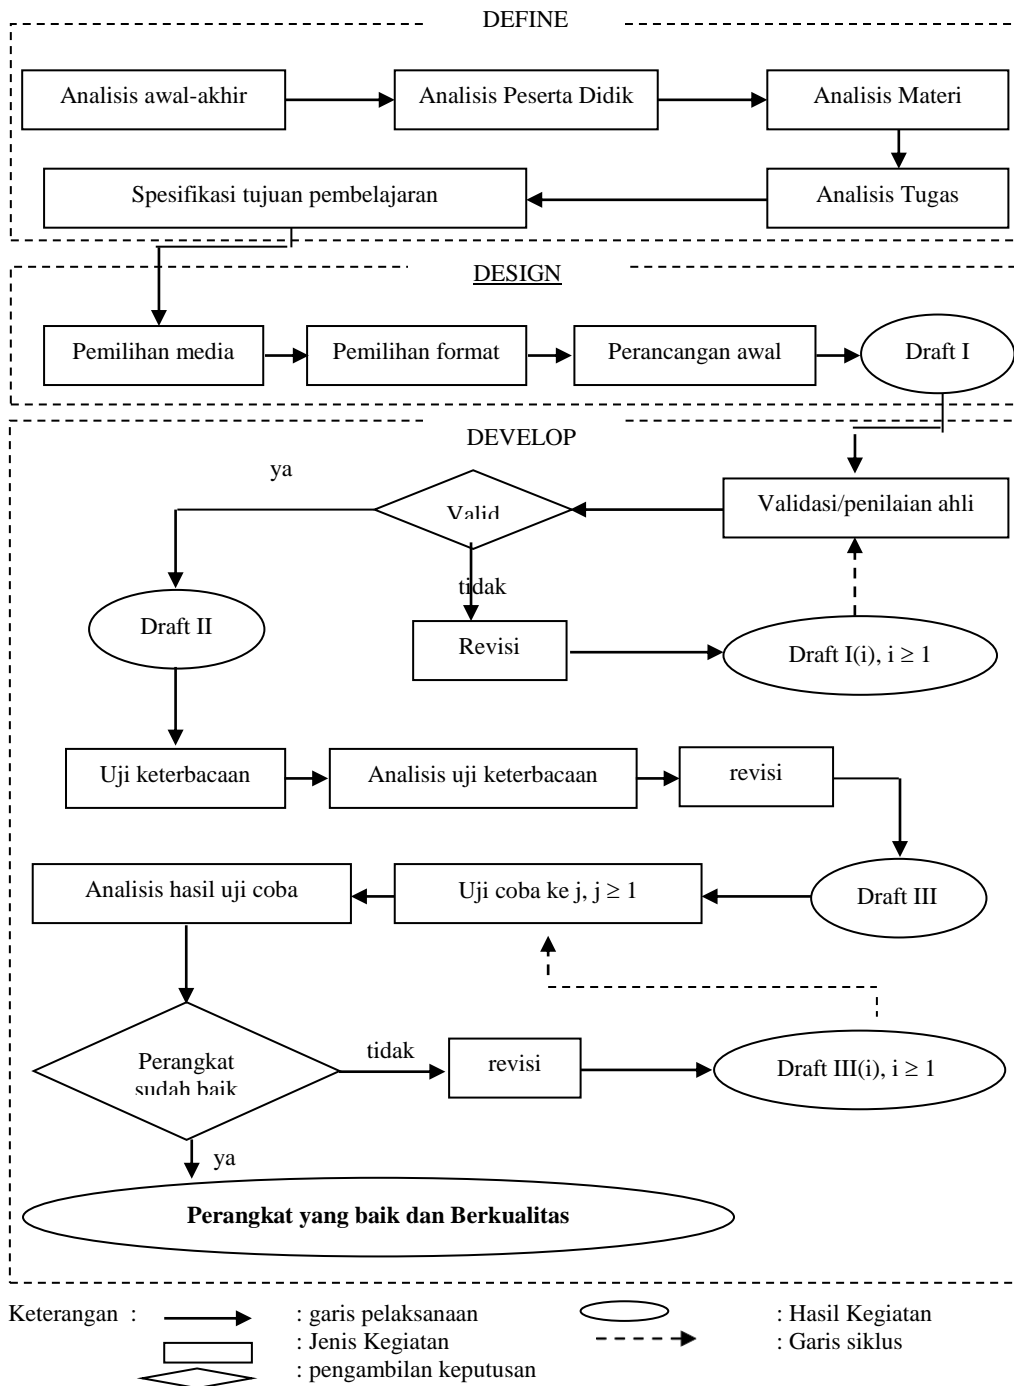 DEFINE
Analisis awal-akhir
Analisis Peserta Didik
Analisis Materi
Spesifikasi tujuan pembelajaran
Analisis Tugas
DESIGN
Pemilihan media
Pemilihan format
Perancangan awal
Draft I
DEVELOP
ya
Valid
Validasi/penilaian ahli
tidak
Draft II
Revisi
Draft I(i), i ≥ 1
Uji keterbacaan
Analisis uji keterbacaan
revisi
Analisis hasil uji coba
Uji coba ke j, j ≥ 1
Draft III
Perangkat
sudah baik
tidak
revisi
Draft III(i), i ≥ 1
ya
Perangkat yang baik dan Berkualitas
Keterangan :
: garis pelaksanaan
: Hasil Kegiatan
: Jenis Kegiatan
: Garis siklus
: pengambilan keputusan